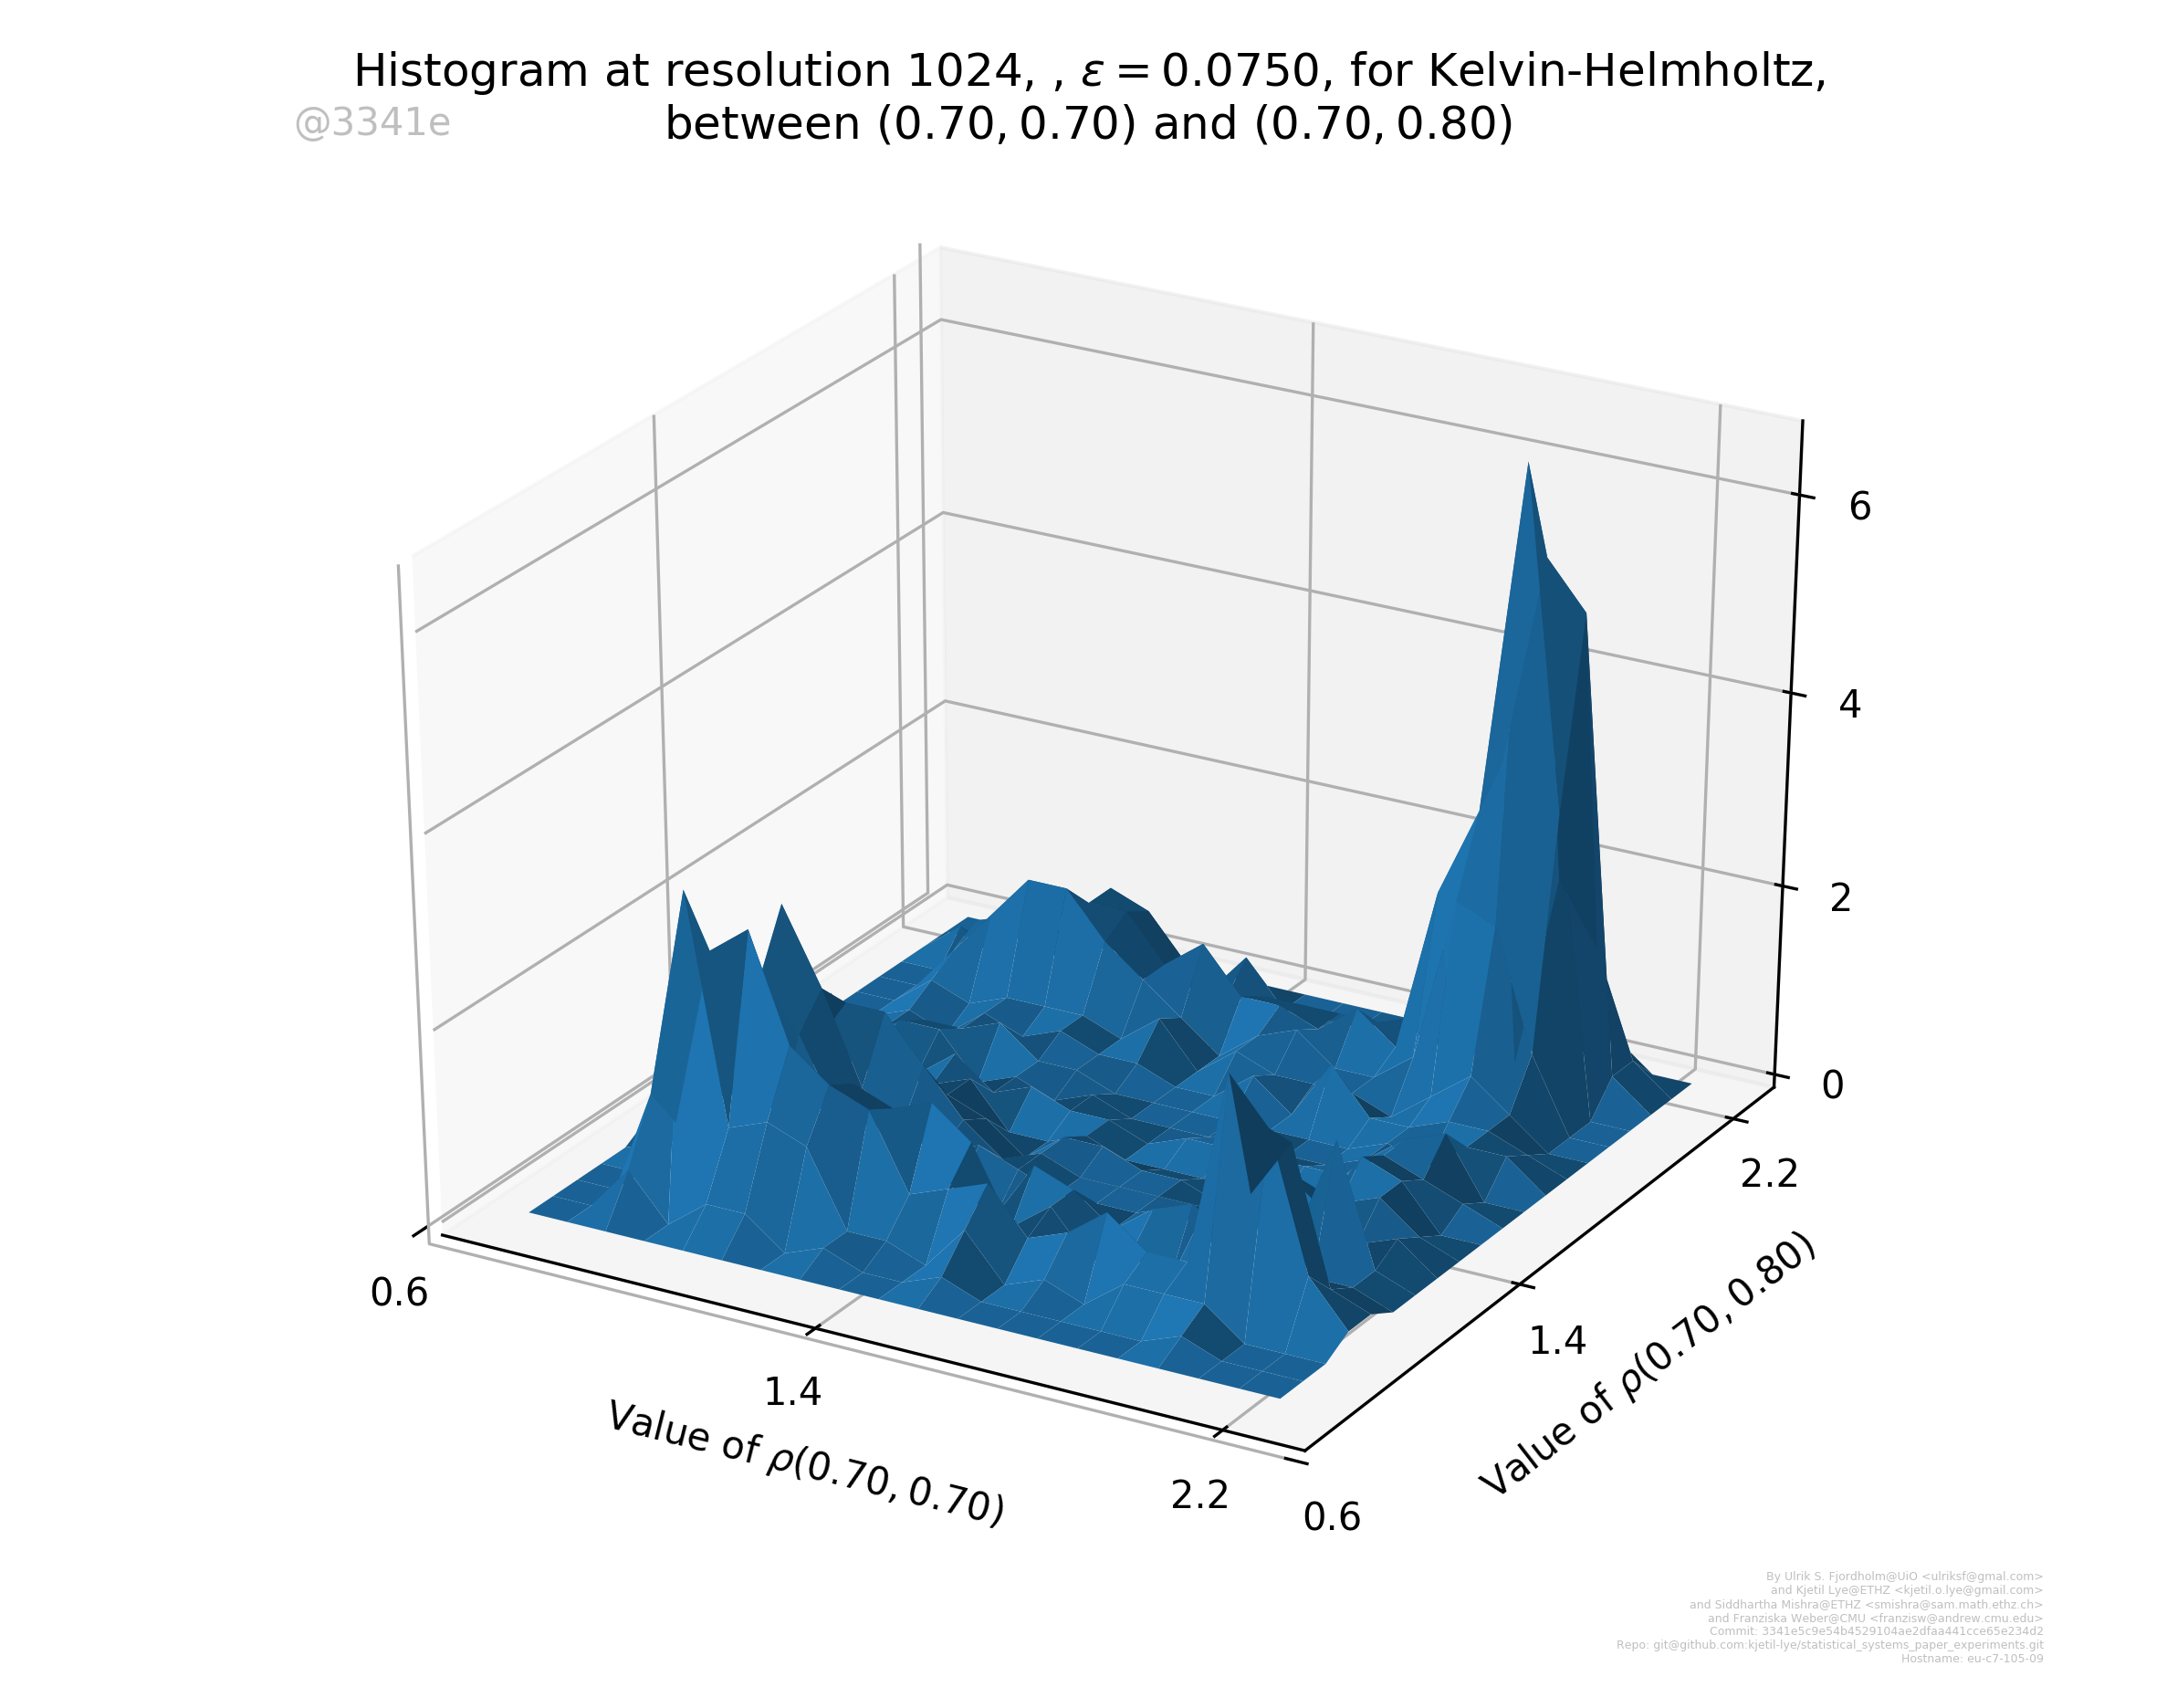 Histogram at resolution 1024, , ε = 0.0750, for Kelvin-Helmholtz,
@3341e
between (0.70, 0.70) and (0.70, 0.80)
6
4
2
0
2.2
1.4
0.6
Value of ρ(0.70, 0.80)
0.6
1.4
2.2
Value of ρ(0.70, 0.70)
By Ulrik S. Fjordholm@UiO <ulriksf@gmal.com>
and Kjetil Lye@ETHZ <kjetil.o.lye@gmail.com>
and Siddhartha Mishra@ETHZ <smishra@sam.math.ethz.ch>
and Franziska Weber@CMU <franzisw@andrew.cmu.edu>
Commit: 3341e5c9e54b4529104ae2dfaa441cce65e234d2
Repo: git@github.com:kjetil-lye/statistical_systems_paper_experiments.git
Hostname: eu-c7-105-09